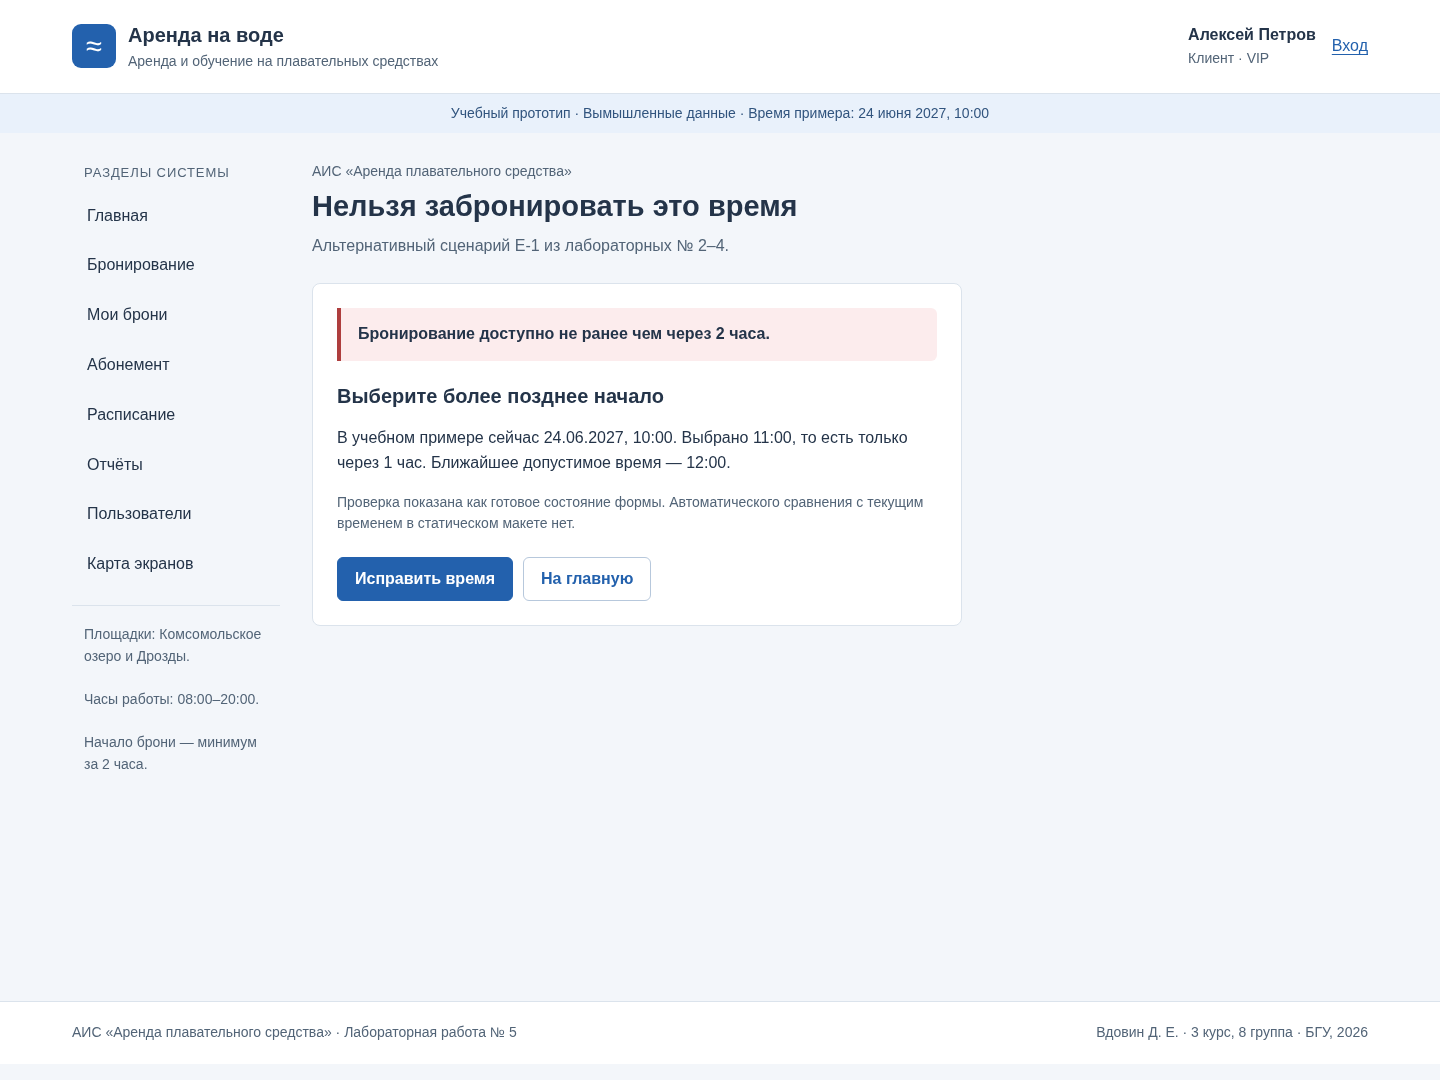 ≈
Аренда на воде
Аренда и обучение на плавательных средствах
Алексей Петров
Клиент · VIP
Вход
Учебный прототип · Вымышленные данные · Время примера: 24 июня 2027, 10:00
РАЗДЕЛЫ СИСТЕМЫ
Главная
Бронирование
Мои брони
Абонемент
Расписание
Отчёты
Пользователи
Карта экранов
Площадки: Комсомольское
озеро и Дрозды.
Часы работы: 08:00–20:00.
Начало брони — минимум
за 2 часа.
АИС «Аренда плавательного средства»
Нельзя забронировать это время
Альтернативный сценарий E-1 из лабораторных № 2–4.
Бронирование доступно не ранее чем через 2 часа.
Выберите более позднее начало
В учебном примере сейчас 24.06.2027, 10:00. Выбрано 11:00, то есть только
через 1 час. Ближайшее допустимое время — 12:00.
Проверка показана как готовое состояние формы. Автоматического сравнения с текущим
временем в статическом макете нет.
Исправить время
На главную
АИС «Аренда плавательного средства» · Лабораторная работа № 5
Вдовин Д. Е. · 3 курс, 8 группа · БГУ, 2026